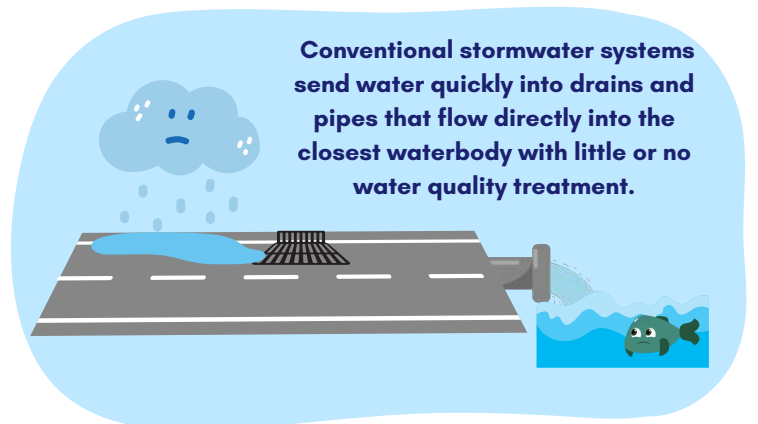 Conventional stormwater systems
send water quickly into drains and
pipes that flow directly into the
closest waterbody with little or no
water quality treatment.